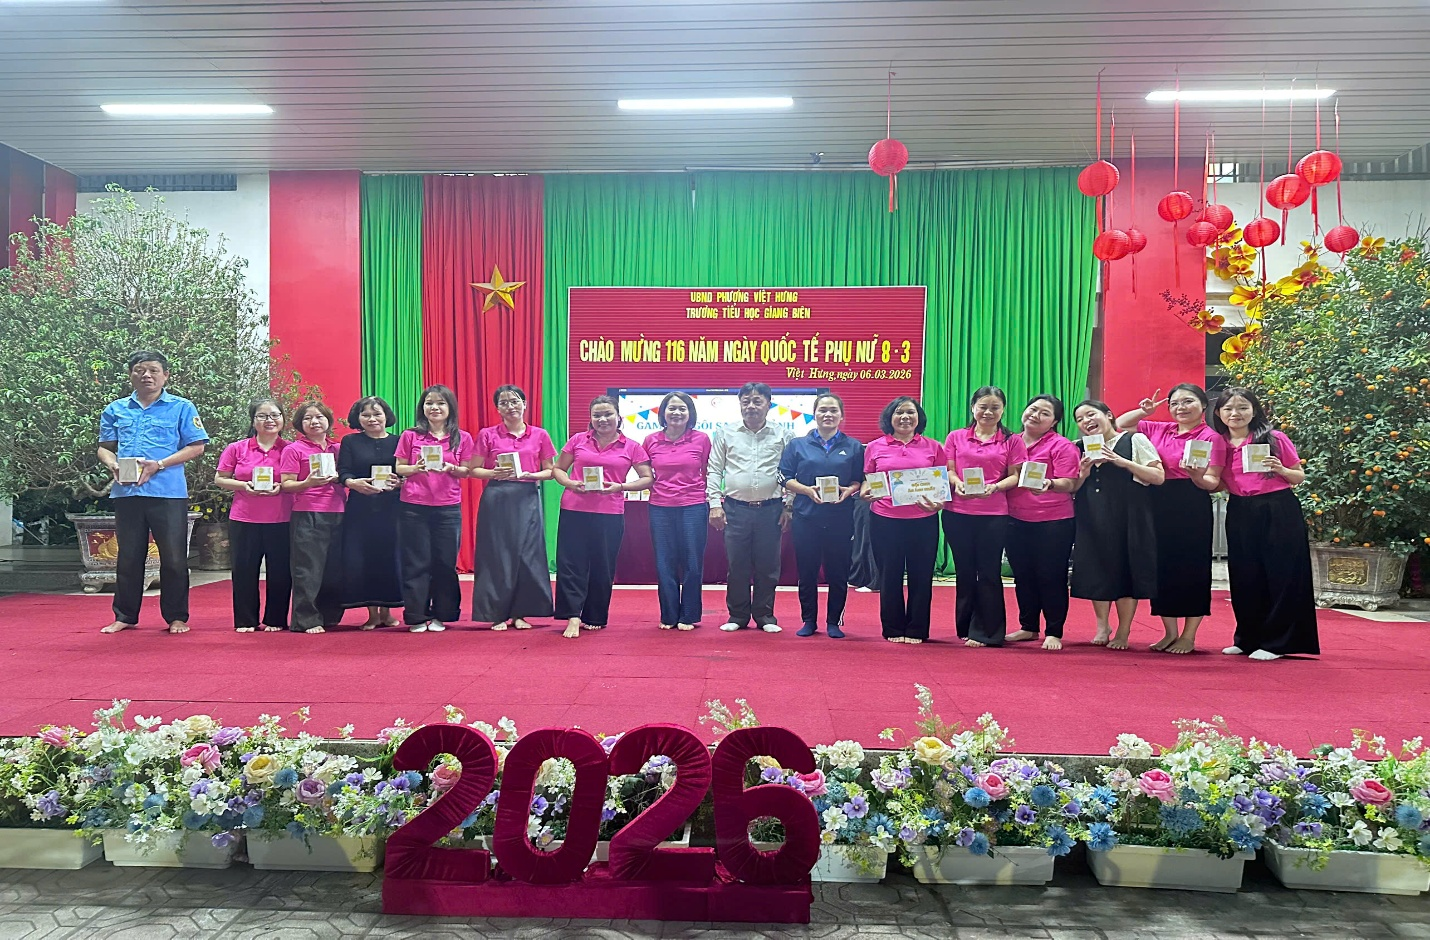 UBND PHƯỜNG VIỆT HƯNG
TRƯỜNG TIỂU HỌC GIANG BIÊN
CHÀO MỪNG 116 NĂM NGÀY QUỐC TẾ PHỤ NỮ 8 - 3
Việt Hưng, ngày 06.03.2026
2026